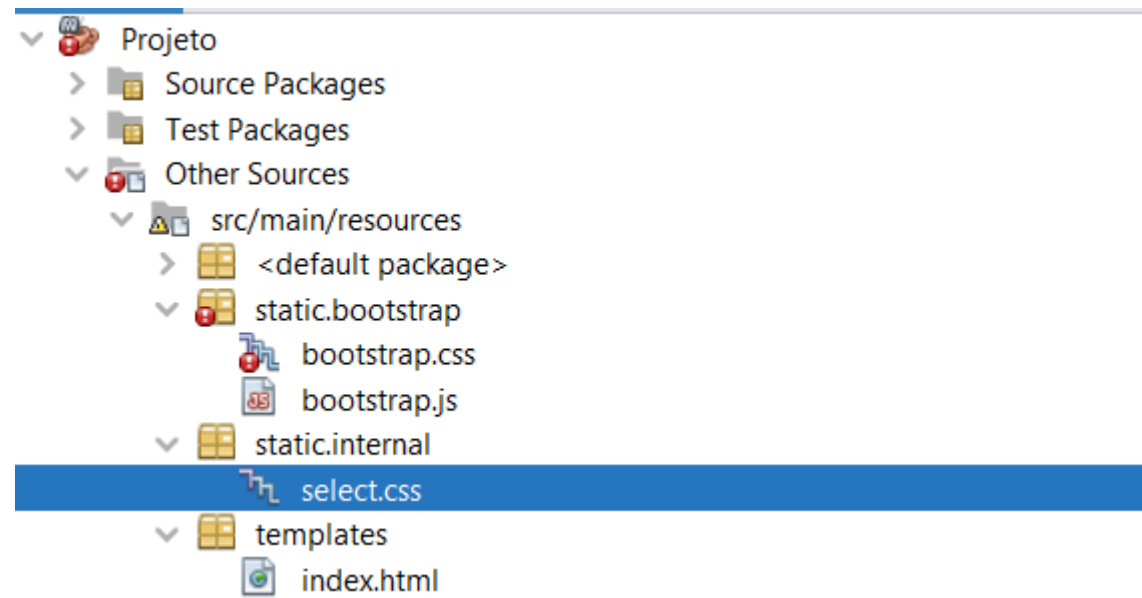 Projeto
Source Packages
Test Packages
Other Sources
src/main/resources
<default package>
static.bootstrap
bootstrap.css
bootstrap.js
static.internal
select.css
templates
index.html